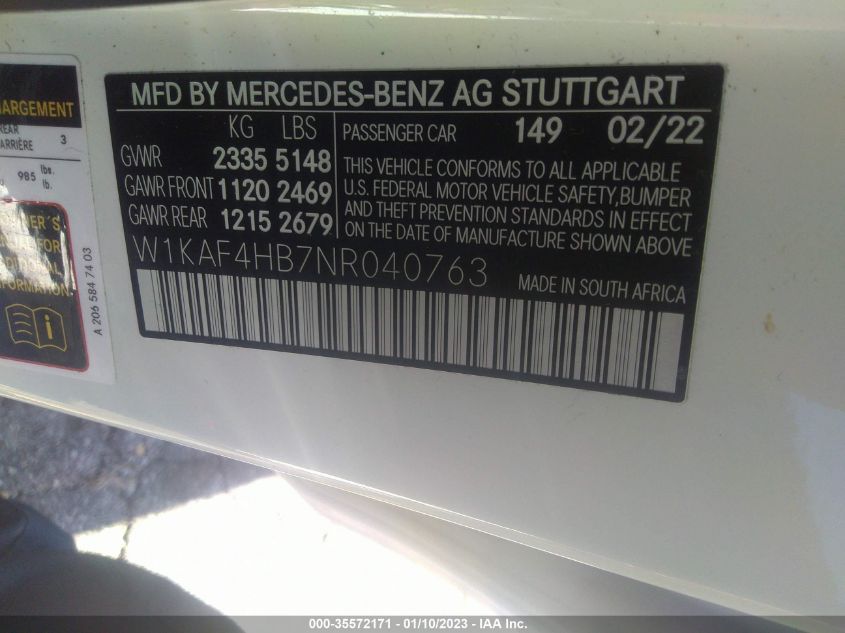 ARGEMENT
REAR
ARRIÈRE 3
985 lbs.
lb.
A 206 584 74 03
MFD BY MERCEDES-BENZ AG STUTTGART
KG LBS
GVWR 2335 5148
GAWR FRONT 1120 2469
GAWR REAR 1215 2679
PASSENGER CAR 149 02/22
THIS VEHICLE CONFORMS TO ALL APPLICABLE
U.S. FEDERAL MOTOR VEHICLE SAFETY,BUMPER
AND THEFT PREVENTION STANDARDS IN EFFECT
ON THE DATE OF MANUFACTURE SHOWN ABOVE
W1KAF4HB7NR040763
MADE IN SOUTH AFRICA
000-35572171 - 01/10/2023 - IAA Inc.